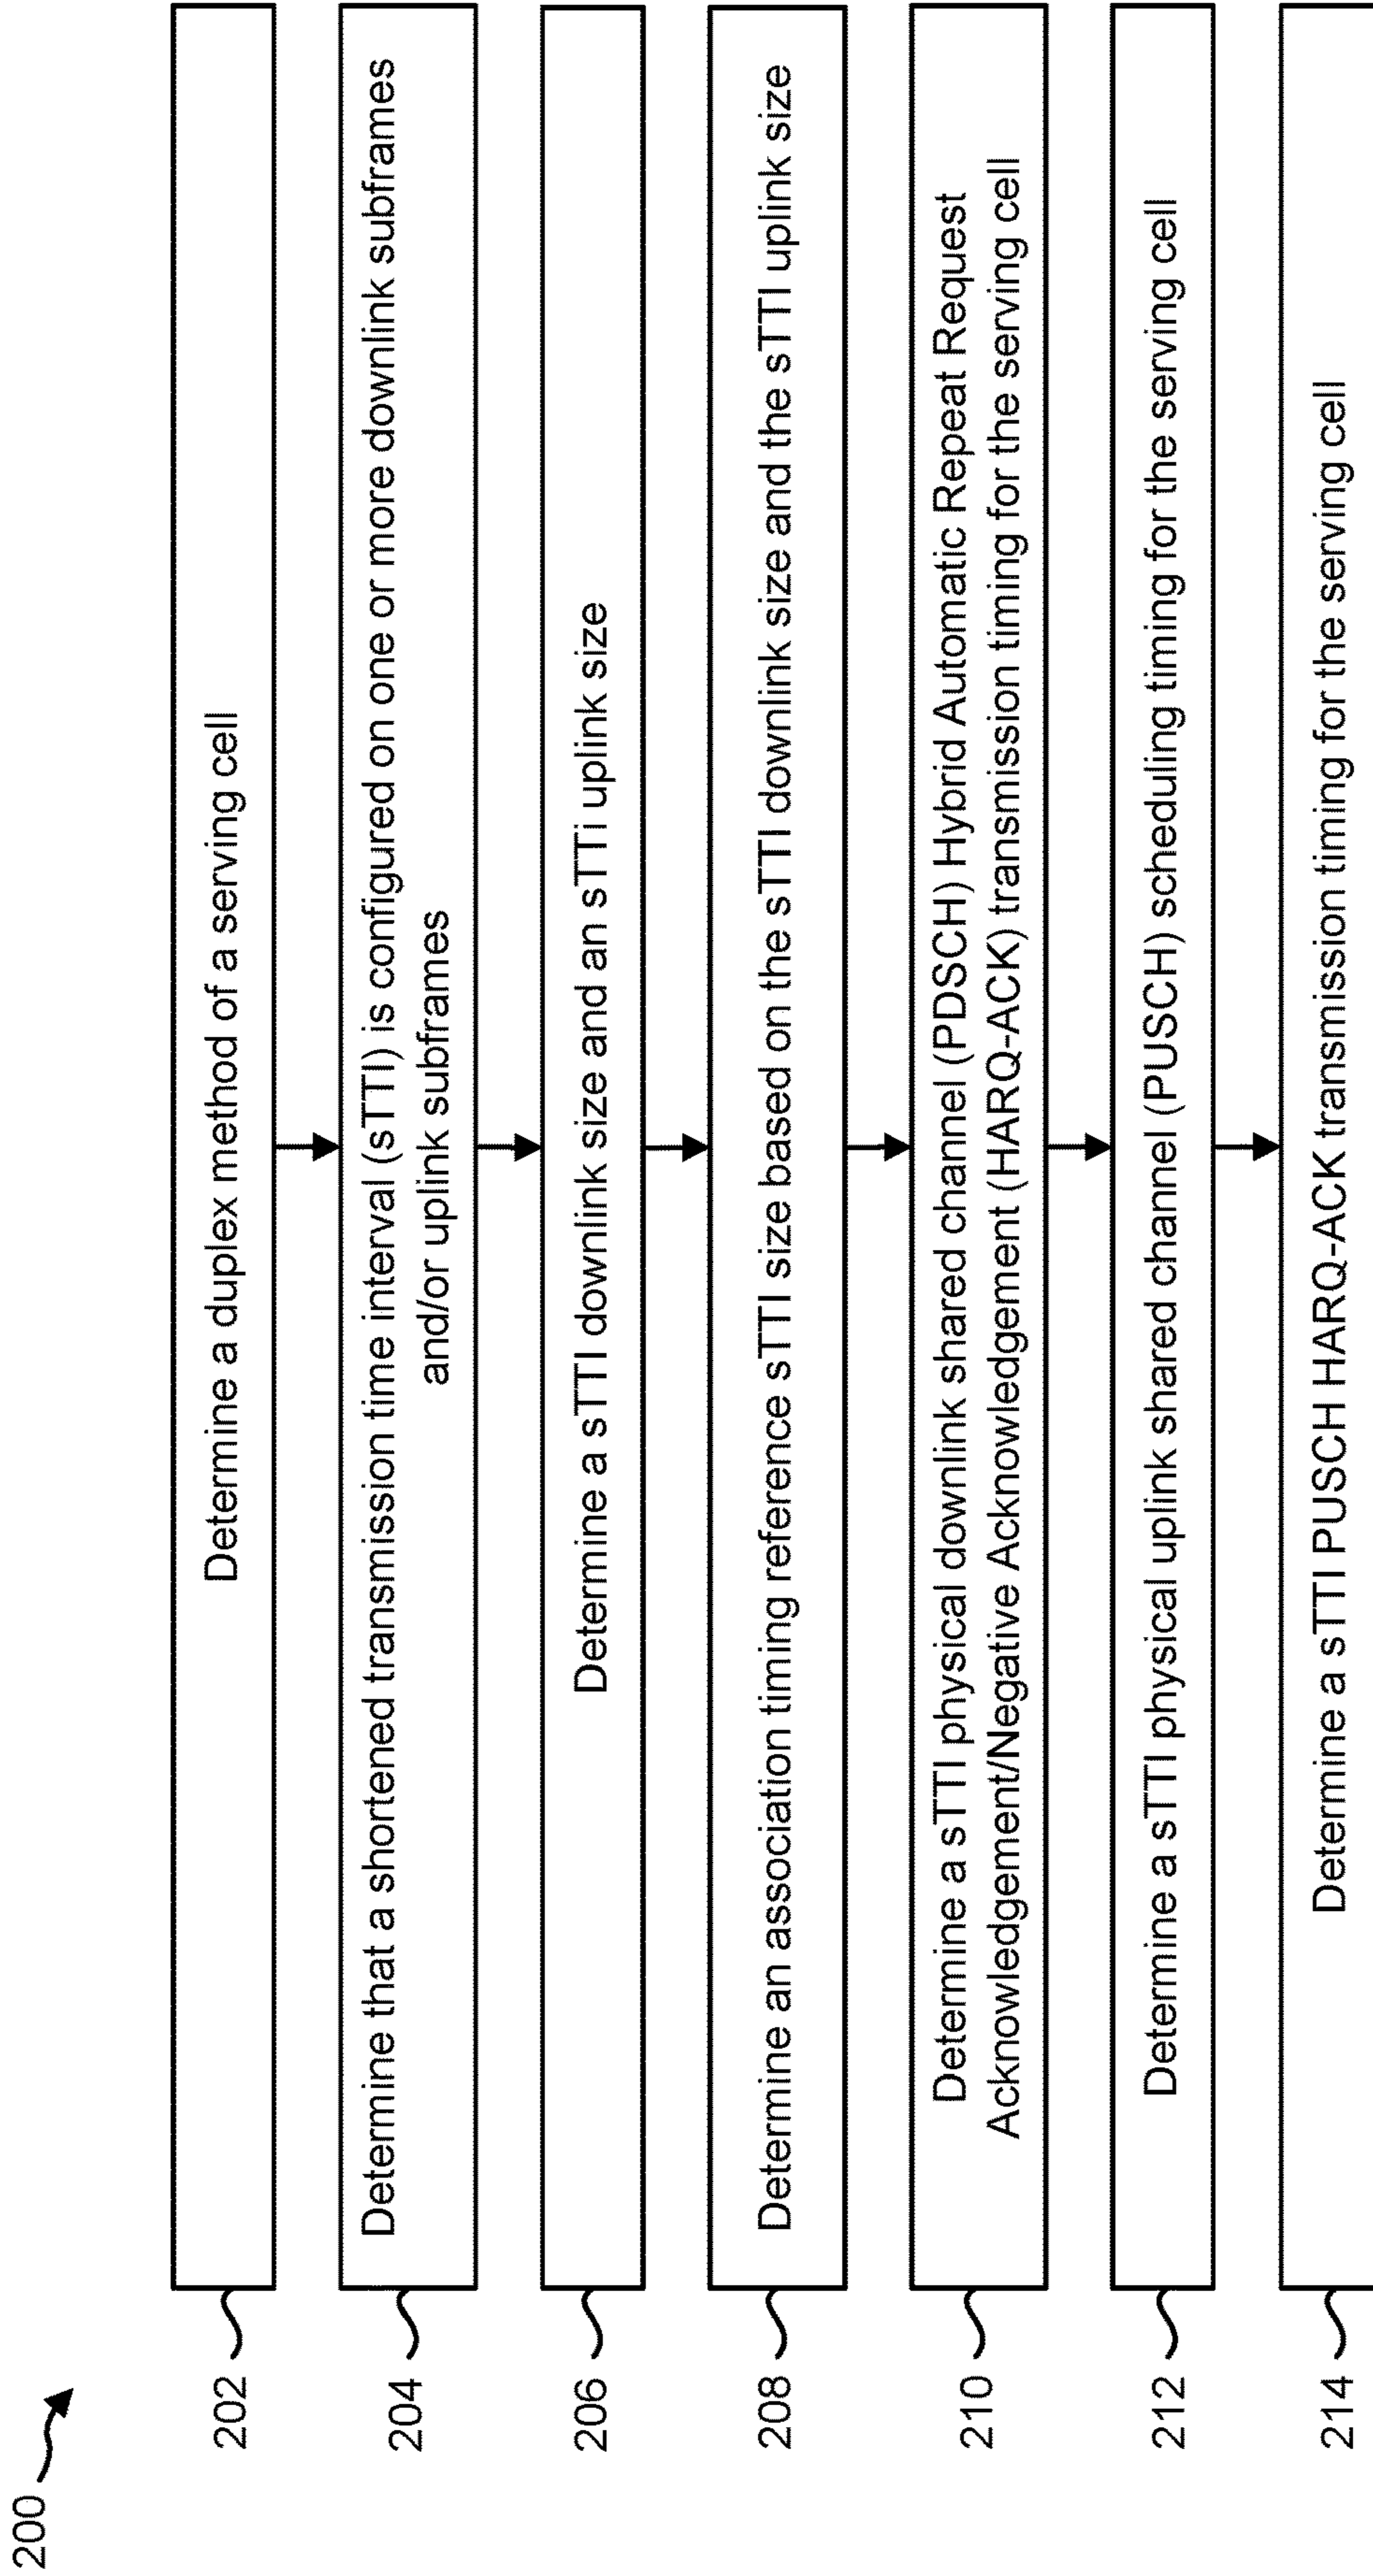 200
202
Determine a duplex method of a serving cell
204
Determine that a shortened transmission time interval (sTTI) is configured on one or more downlink subframes
and/or uplink subframes
206
Determine a sTTI downlink size and an sTTi uplink size
208
Determine an association timing reference sTTI size based on the sTTI downlink size and the sTTI uplink size
210
Determine a sTTI physical downlink shared channel (PDSCH) Hybrid Automatic Repeat Request
Acknowledgement/Negative Acknowledgement (HARQ-ACK) transmission timing for the serving cell
212
Determine a sTTI physical uplink shared channel (PUSCH) scheduling timing for the serving cell
214
Determine a sTTI PUSCH HARQ-ACK transmission timing for the serving cell